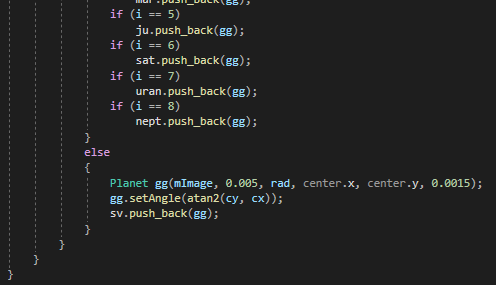 mar.push_back(gg);
if (i == 5)
ju.push_back(gg);
if (i == 6)
sat.push_back(gg);
if (i == 7)
uran.push_back(gg);
if (i == 8)
nept.push_back(gg);
}
else
{
Planet gg(mImage, 0.005, rad, center.x, center.y, 0.0015);
gg.setAngle(atan2(cy, cx));
sv.push_back(gg);
}
}
}
}